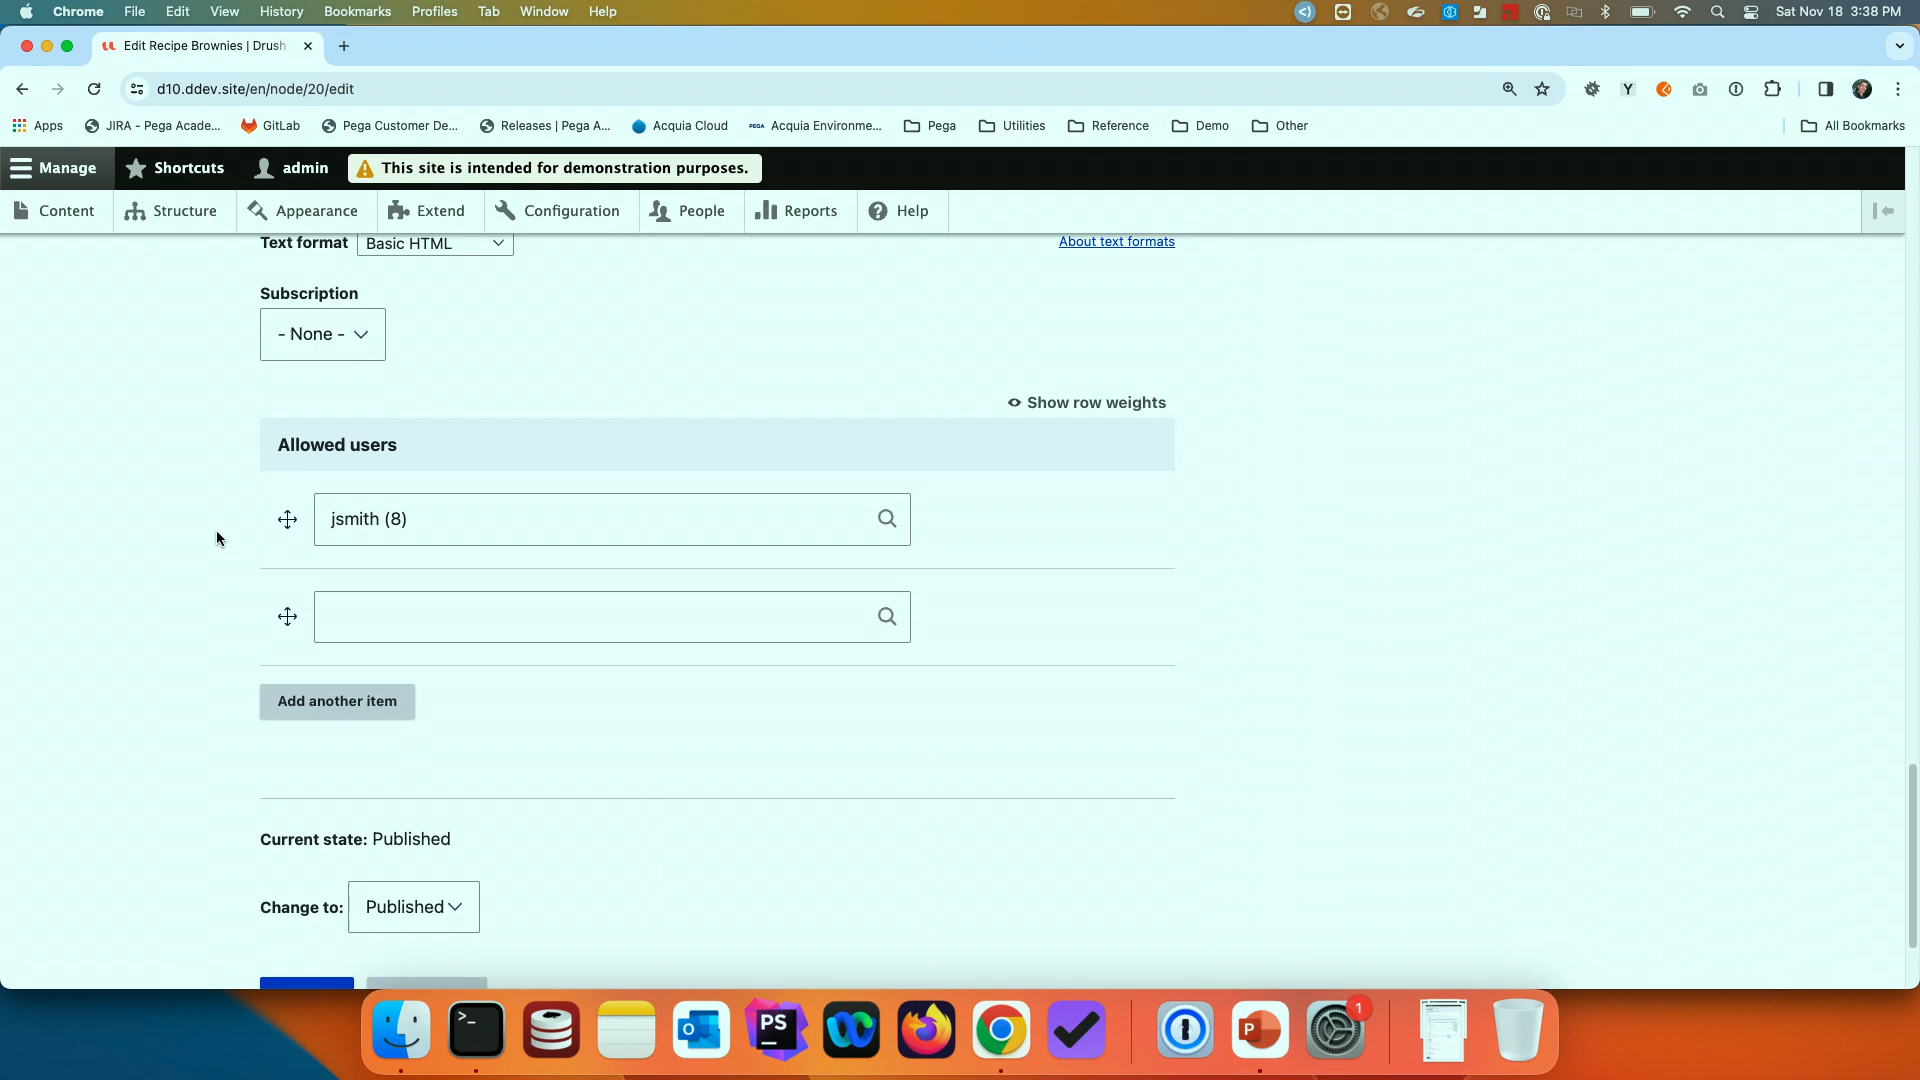 Chrome File Edit View History Bookmarks Profiles Tab Window Help Sat Nov 18 3:38 PM
Edit Recipe Brownies | Drush
d10.ddev.site/en/node/20/edit
Apps JIRA - Pega Acade... GitLab Pega Customer De... Releases | Pega A... Acquia Cloud PEGA Acquia Environme... Pega Utilities Reference Demo Other All Bookmarks
Manage Shortcuts admin This site is intended for demonstration purposes.
Content Structure Appearance Extend Configuration People Reports Help
Text format Basic HTML About text formats
Subscription
- None -
Show row weights
Allowed users
jsmith (8)
Add another item
Current state: Published
Change to: Published
PS
P
1